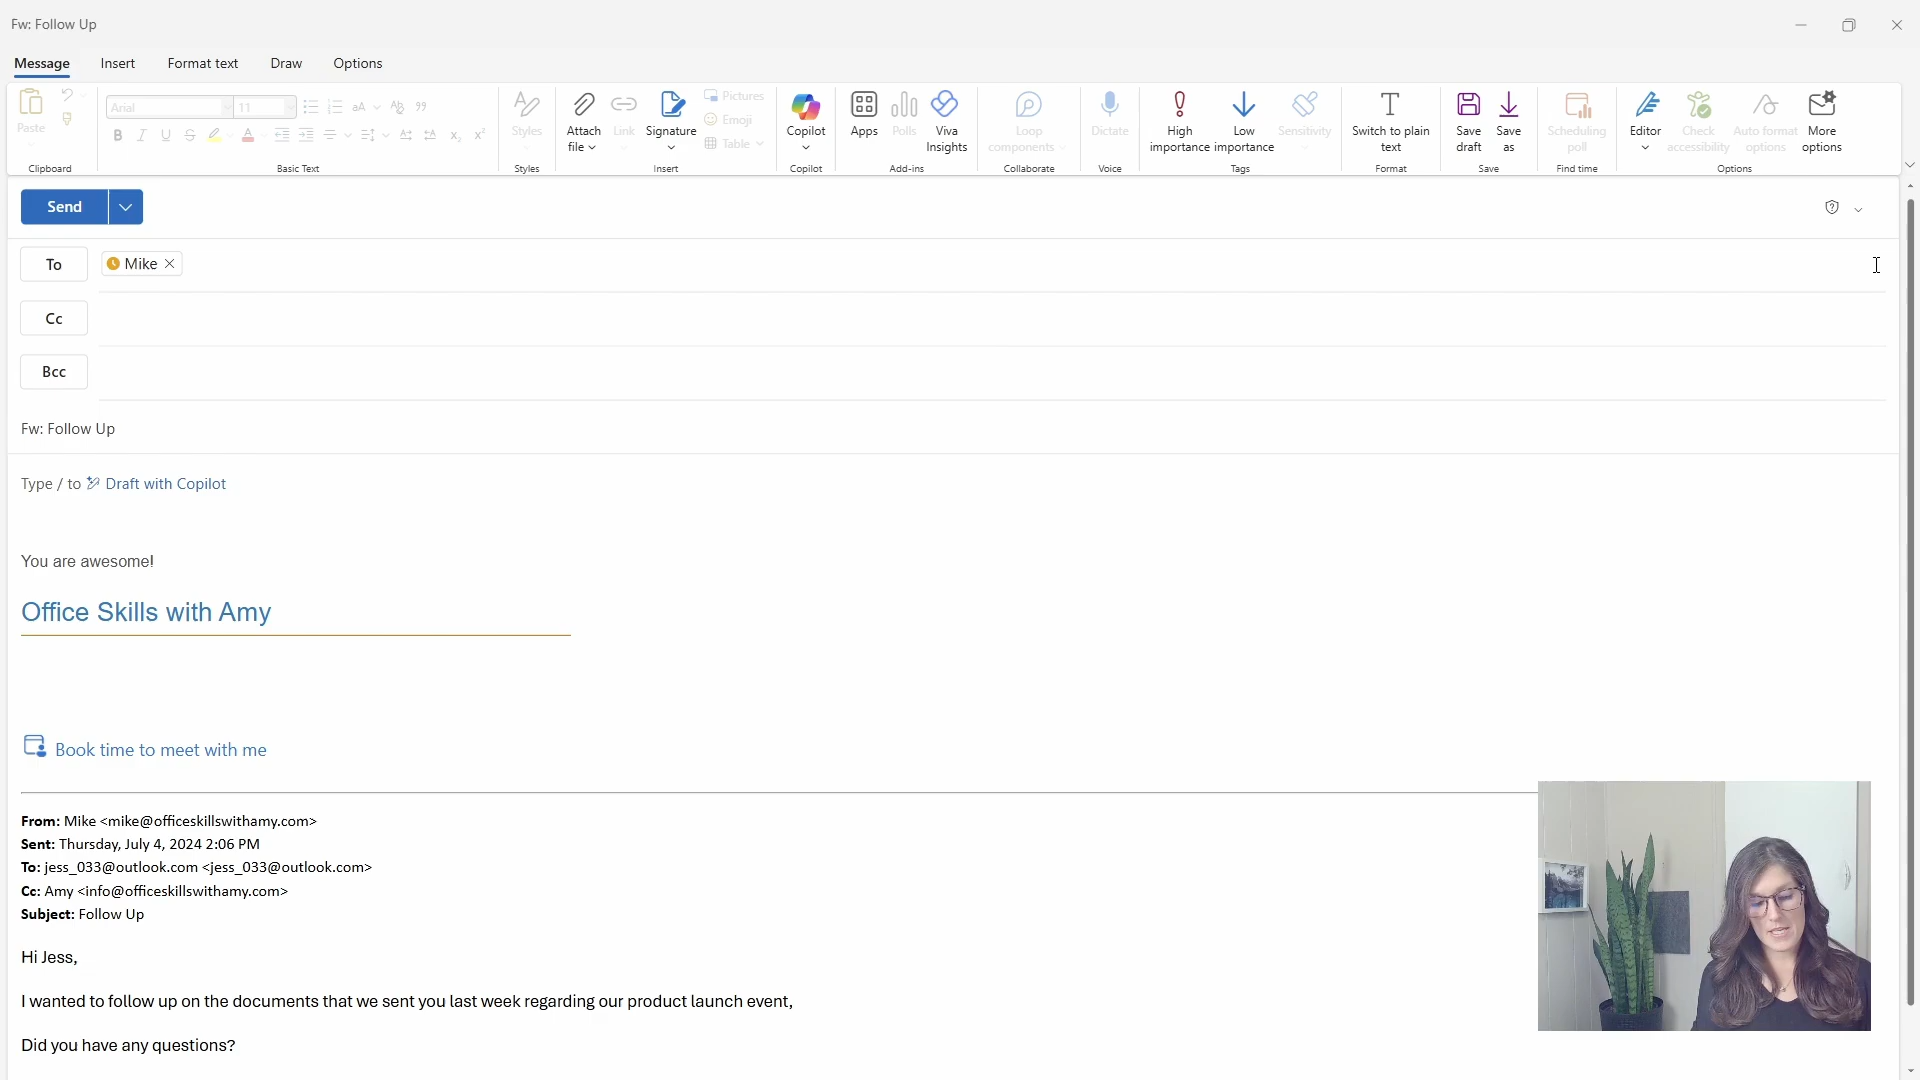 Fw: Follow Up
Message Insert Format text Draw Options
Paste
Clipboard
Arial 11
Basic Text
Styles
Styles
Attach file
Link
Signature
Pictures
Emoji
Table
Insert
Copilot
Copilot
Apps
Polls
Viva Insights
Add-ins
Loop components
Collaborate
Dictate
Voice
High importance
Low importance
Sensitivity
Tags
Switch to plain text
Format
Save draft
Save as
Save
Scheduling poll
Find time
Editor
Check accessibility
Auto format options
More options
Options
Send
To Mike
Cc
Bcc
Fw: Follow Up
Type / to Draft with Copilot
You are awesome!
Office Skills with Amy
Book time to meet with me
From: Mike <mike@officeskillswithamy.com>
Sent: Thursday, July 4, 2024 2:06 PM
To: jess_033@outlook.com <jess_033@outlook.com>
Cc: Amy <info@officeskillswithamy.com>
Subject: Follow Up
Hi Jess,
I wanted to follow up on the documents that we sent you last week regarding our product launch event,
Did you have any questions?